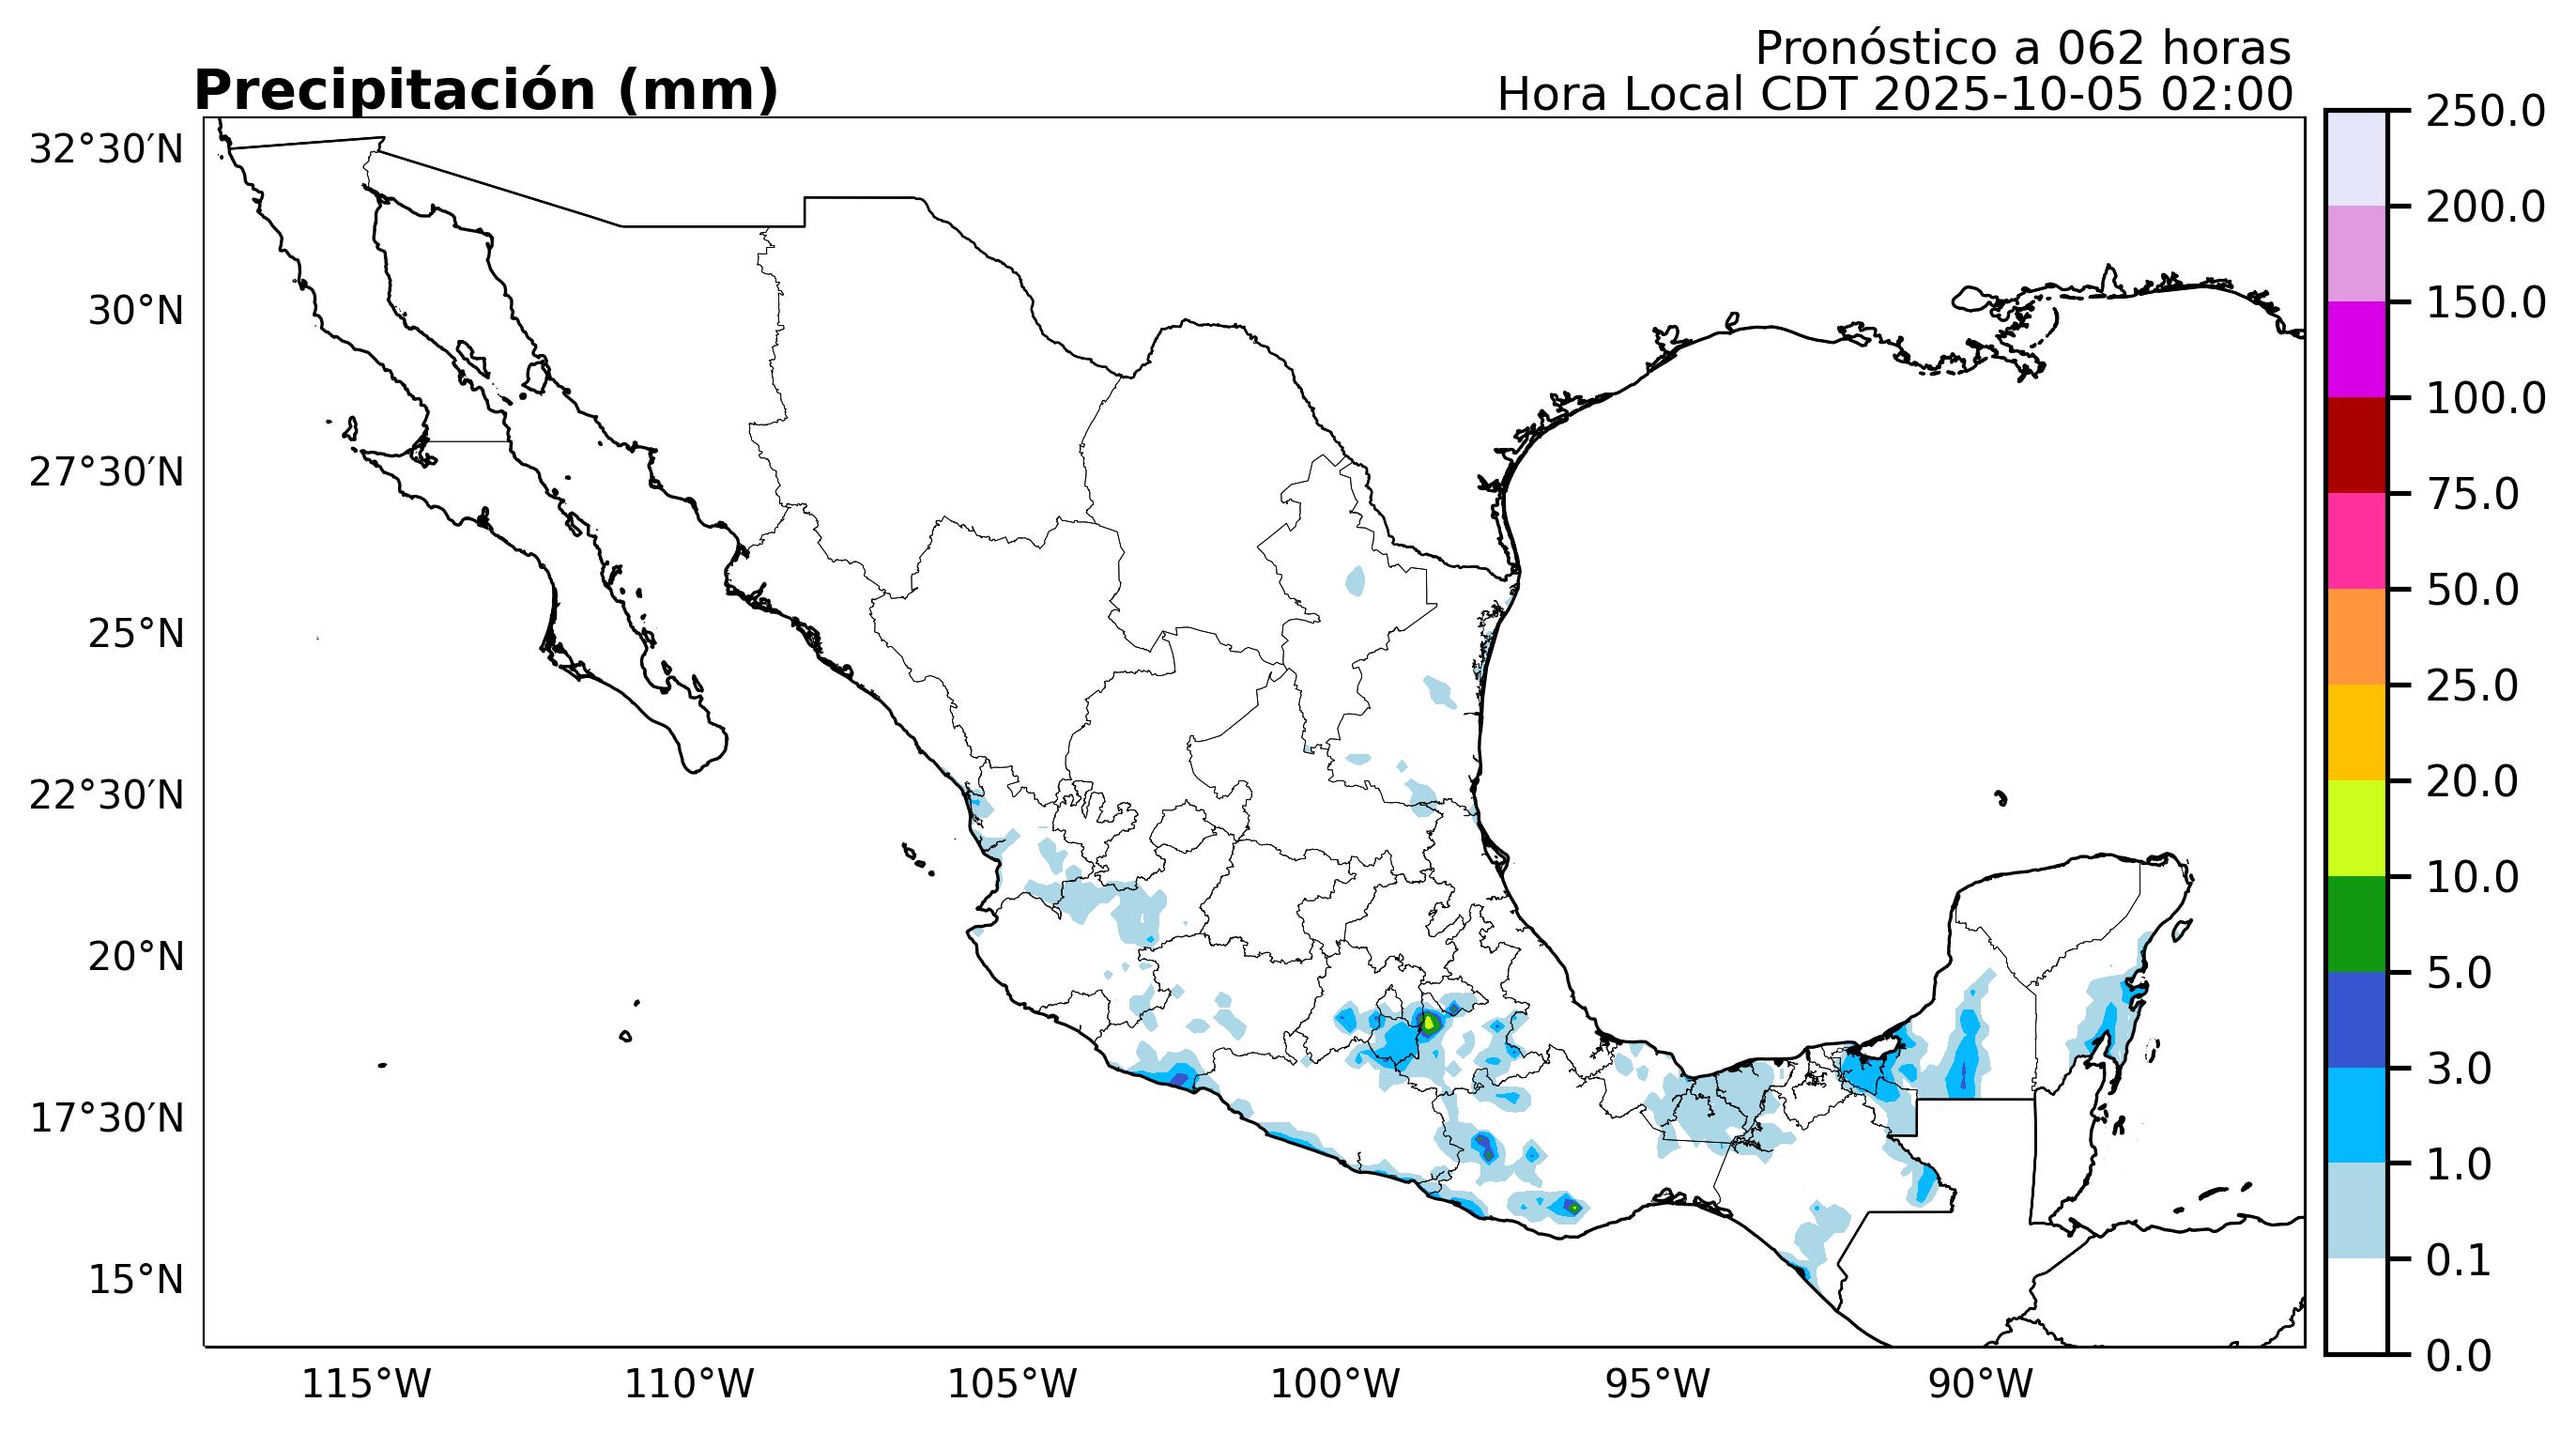 Pronóstico a 062 horas
Precipitación (mm)
Hora Local CDT 2025-10-05 02:00
32°30′N
30°N
27°30′N
25°N
22°30′N
20°N
17°30′N
15°N
115°W
110°W
105°W
100°W
95°W
90°W
250.0
200.0
150.0
100.0
75.0
50.0
25.0
20.0
10.0
5.0
3.0
1.0
0.1
0.0